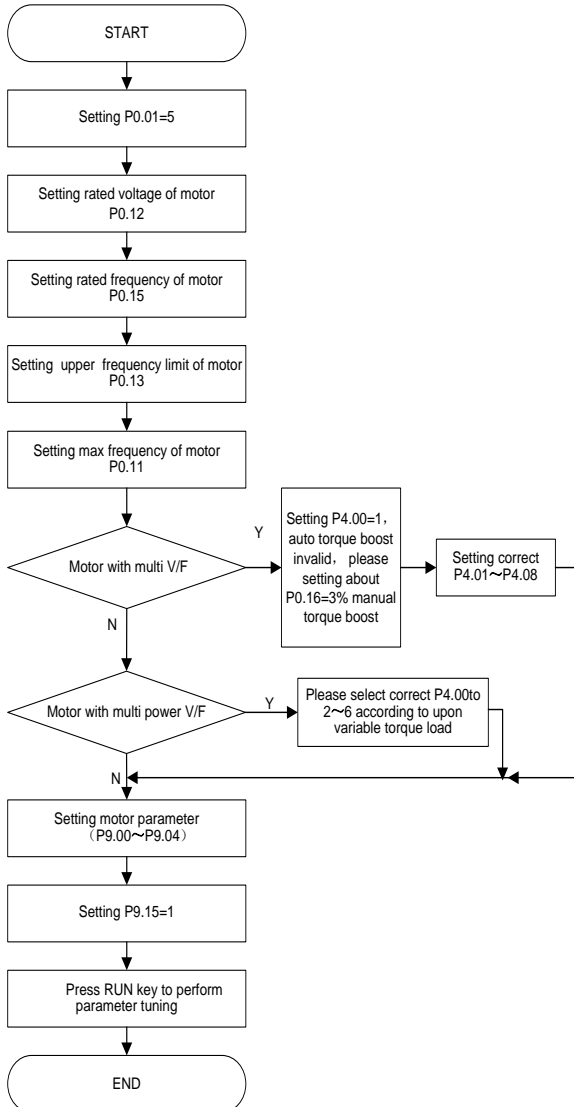 START
Setting P0.01=5
Setting rated voltage of motor
P0.12
Setting rated frequency of motor
P0.15
Setting upper frequency limit of motor
P0.13
Setting max frequency of motor
P0.11
Motor with multi V/F
Y
Setting P4.00=1，
auto torque boost
invalid， please
setting about
P0.16=3% manual
torque boost
Setting correct
P4.01～P4.08
N
Motor with multi power V/F
Y
Please select correct P4.00to
2～6 according to upon
variable torque load
N
Setting motor parameter
（P9.00～P9.04）
Setting P9.15=1
Press RUN key to perform
parameter tuning
END